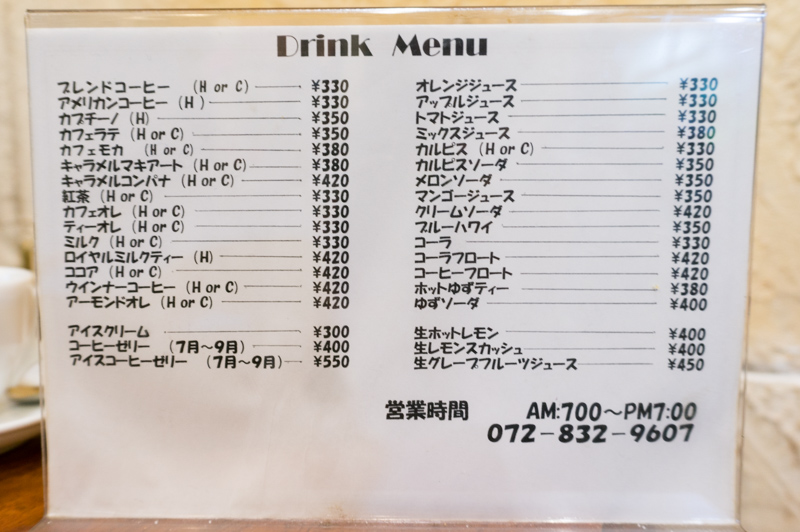 Drink Menu
ブレンドコーヒー (H or C) ¥330
アメリカンコーヒー (H) ¥330
カプチーノ (H) ¥350
カフェラテ (H or C) ¥350
カフェモカ (H or C) ¥380
キャラメルマキアート (H or C) ¥380
キャラメルコンパナ (H or C) ¥420
紅茶 (H or C) ¥330
カフェオレ (H or C) ¥330
ティーオレ (H or C) ¥330
ミルク (H or C) ¥330
ロイヤルミルクティー (H) ¥420
ココア (H or C) ¥420
ウインナーコーヒー (H or C) ¥420
アーモンドオレ (H or C) ¥420
アイスクリーム ¥300
コーヒーゼリー (7月〜9月) ¥400
アイスコーヒーゼリー (7月〜9月) ¥550
オレンジジュース ¥330
アップルジュース ¥330
トマトジュース ¥330
ミックスジュース ¥380
カルピス (H or C) ¥330
カルピスソーダ ¥350
メロンソーダ ¥350
マンゴージュース ¥350
クリームソーダ ¥420
ブルーハワイ ¥350
コーラ ¥330
コーラフロート ¥420
コーヒーフロート ¥420
ホットゆずティー ¥380
ゆずソーダ ¥400
生ホットレモン ¥400
生レモンスカッシュ ¥400
生グレープフルーツジュース ¥450
営業時間 AM:700〜PM7:00
072-832-9607